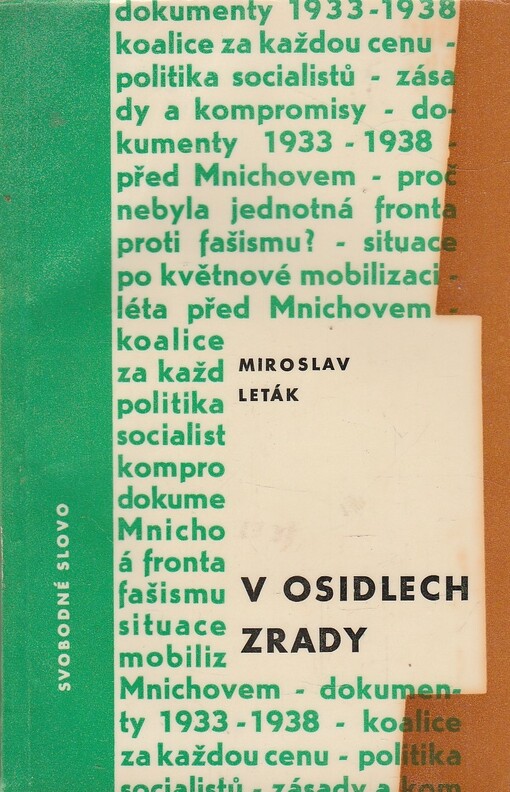 dokumenty 1933-1938
koalice za každou cenu -
politika socialistů - zása
dy a kompromisy - do-
kumenty 1933 - 1938 -
před Mnichovem - proč
nebyla jednotná fronta
proti fašismu? - situace
po květnové mobilizaci -
léta před Mnichovem -
koalice
za každ
politika
socialist
kompro
dokume
Mnicho
á fronta
fašismu
situace
mobiliz
Mnichovem - dokumen-
ty 1933-1938 - koalice
za každou cenu - politika
socialistů - zásady a kom
MIROSLAV
LETÁK
V OSIDLECH
ZRADY
SVOBODNÉ SLOVO